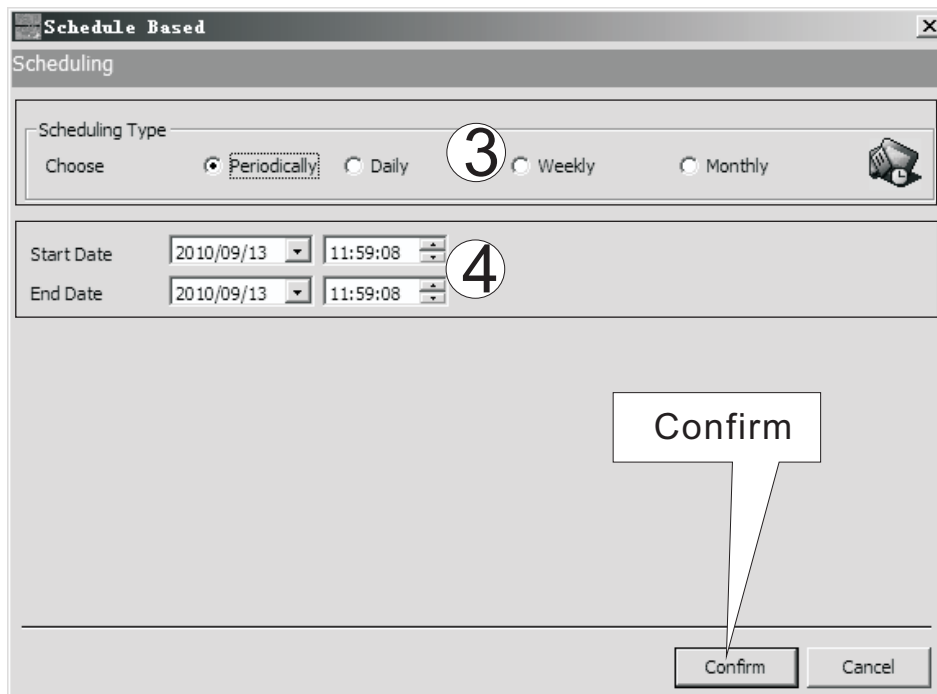 Schedule Based
Scheduling
Scheduling Type
Choose Periodically Daily 3 Weekly Monthly
Start Date 2010/09/13 11:59:08
4
End Date 2010/09/13 11:59:08
Confirm
Confirm Cancel